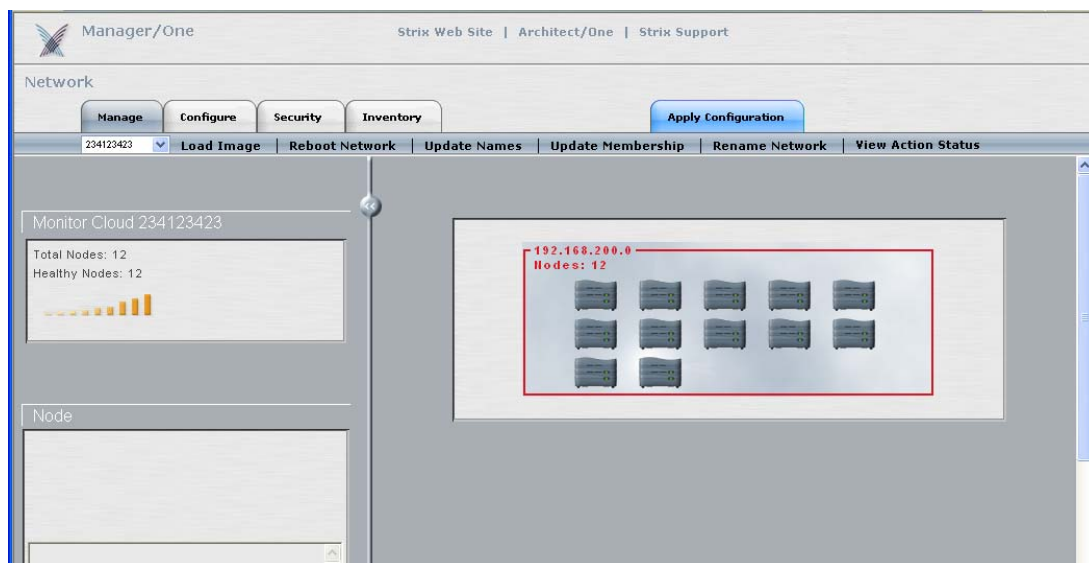 Manager/One
Strix Web Site | Architect/One | Strix Support
Network
Manage Configure Security Inventory Apply Configuration
234123423 Load Image | Reboot Network | Update Names | Update Membership | Rename Network | View Action Status
Monitor Cloud 234123423
Total Nodes: 12
Healthy Nodes: 12
192.168.200.0
Nodes: 12
Node